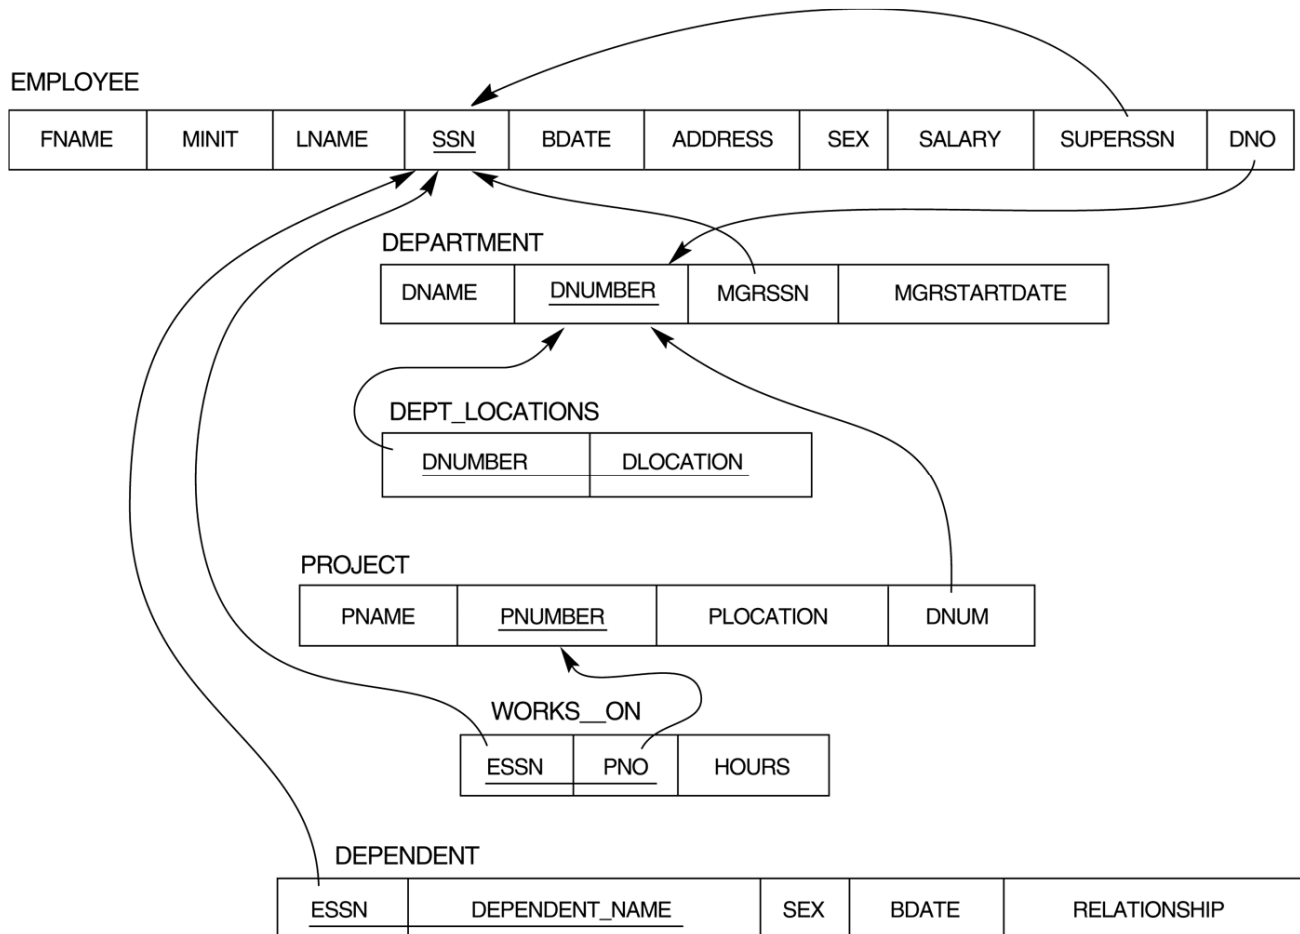 EMPLOYEE
FNAME MINIT LNAME SSN BDATE ADDRESS SEX SALARY SUPERSSN DNO
DEPARTMENT
DNAME DNUMBER MGRSSN MGRSTARTDATE
DEPT_LOCATIONS
DNUMBER DLOCATION
PROJECT
PNAME PNUMBER PLOCATION DNUM
WORKS__ON
ESSN PNO HOURS
DEPENDENT
ESSN DEPENDENT_NAME SEX BDATE RELATIONSHIP